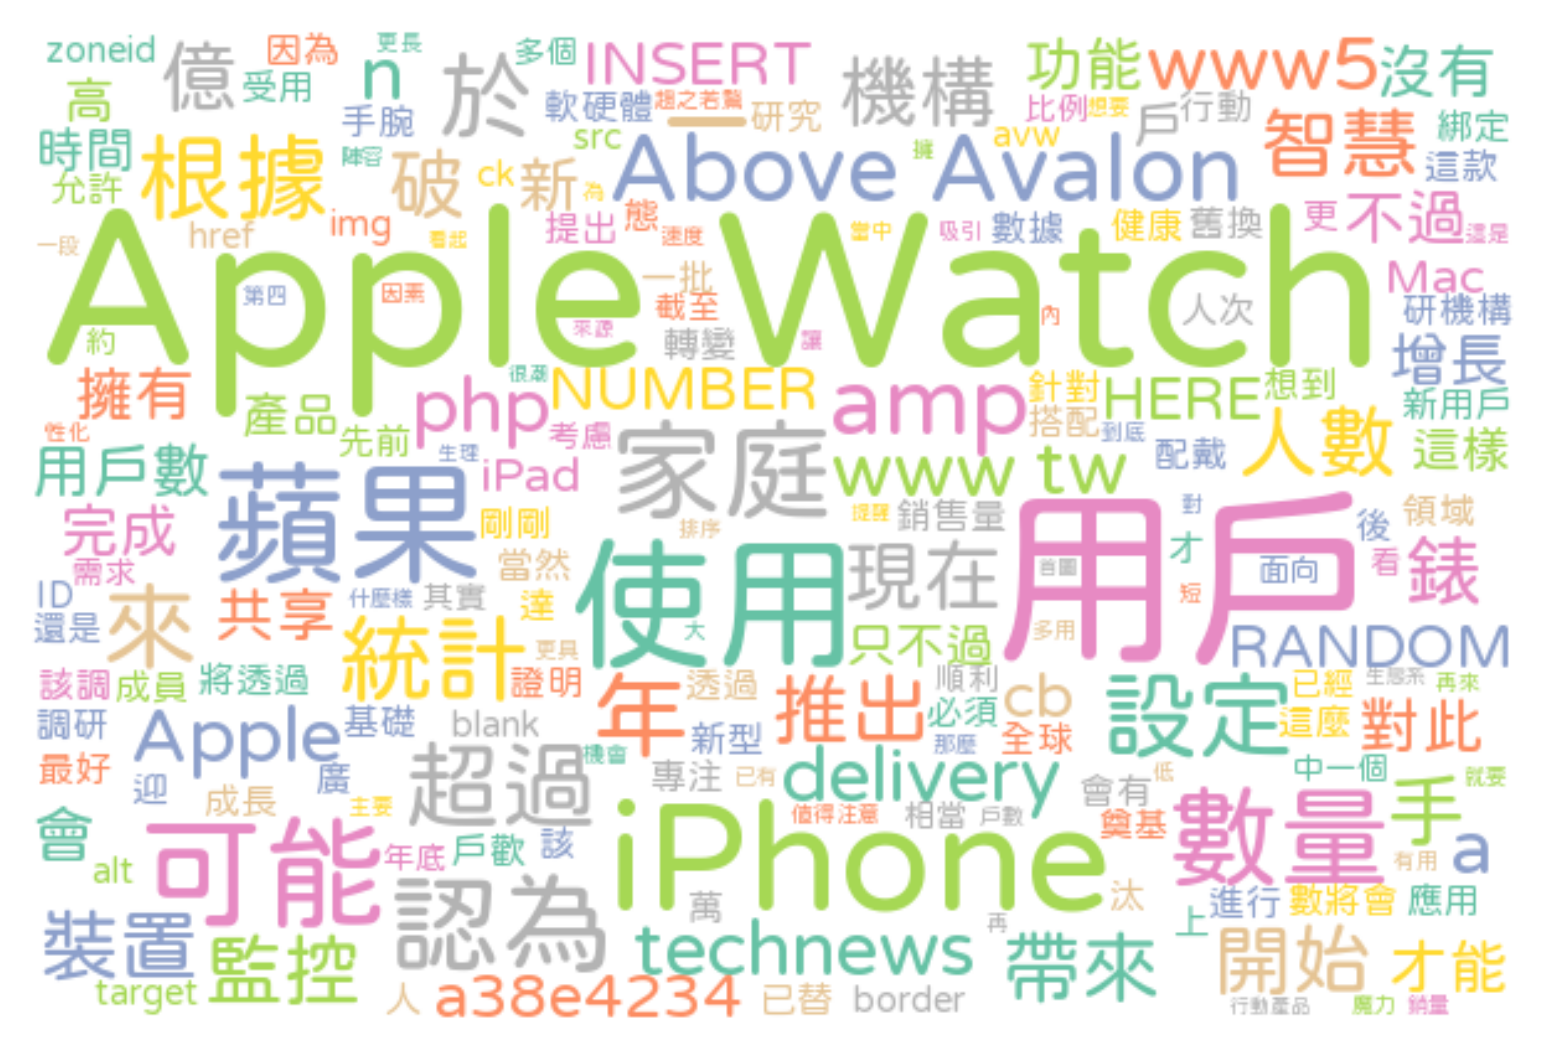 zoneid 億 因為 更長 n 於 多個 INSERT 機構 功能 www5 沒有
高 受用 手腕 軟硬體 趨之若鶩 一 研究 比例 想要 戶 行動 智慧 綁定
時間 根據 陣容 破 ck 新 src Above Avalon 擁 avw 這款
允許 href img 看起 為 提出 態 速度 當中 吸引 數據 健康 舊換 更 不過 這是
一段 Apple Watch 第四 因素 一批 截至 來源 轉變 讓 內 人次 Mac 研機構
約 擁有 產品 先前 php 很潮 NUMBER amp 針對 HERE 想到 增長 新用戶
性化 用戶數 生理 考慮 iPad 家庭 www tw 搭配 到底 配戴 人數 這樣
完成 蘋果 剛剛 排序 提醒 銷售量 用戶 對 後 領域
需求 當然 使用 現在 首圖 才 面向 看 錶
ID 還是 來 共享 什麼樣 其實 達 大 多用 短
統計 更具 只不過 RANDOM
該調 成員 將透過 證明 年 透過 推出 順利 cb 設定 已經 生態系 再來
調研 Apple 基礎 blank 新型 必須 那麼 全球 這麼 對此
最好 迎 廣 超過 機會 專注 已有 delivery 會有 低 中一個 就要
成長 主要 iPhone 值得注意 相當 戶數 奠基 數量 手
會 alt 可能 年底 戶歡 該 有用 a
裝置 認為 萬 再 汰 上 進行 數將會 應用
監控 technews 帶來 開始 才能
target 人 a38e4234 已替 border 行動產品 魔力 銷量